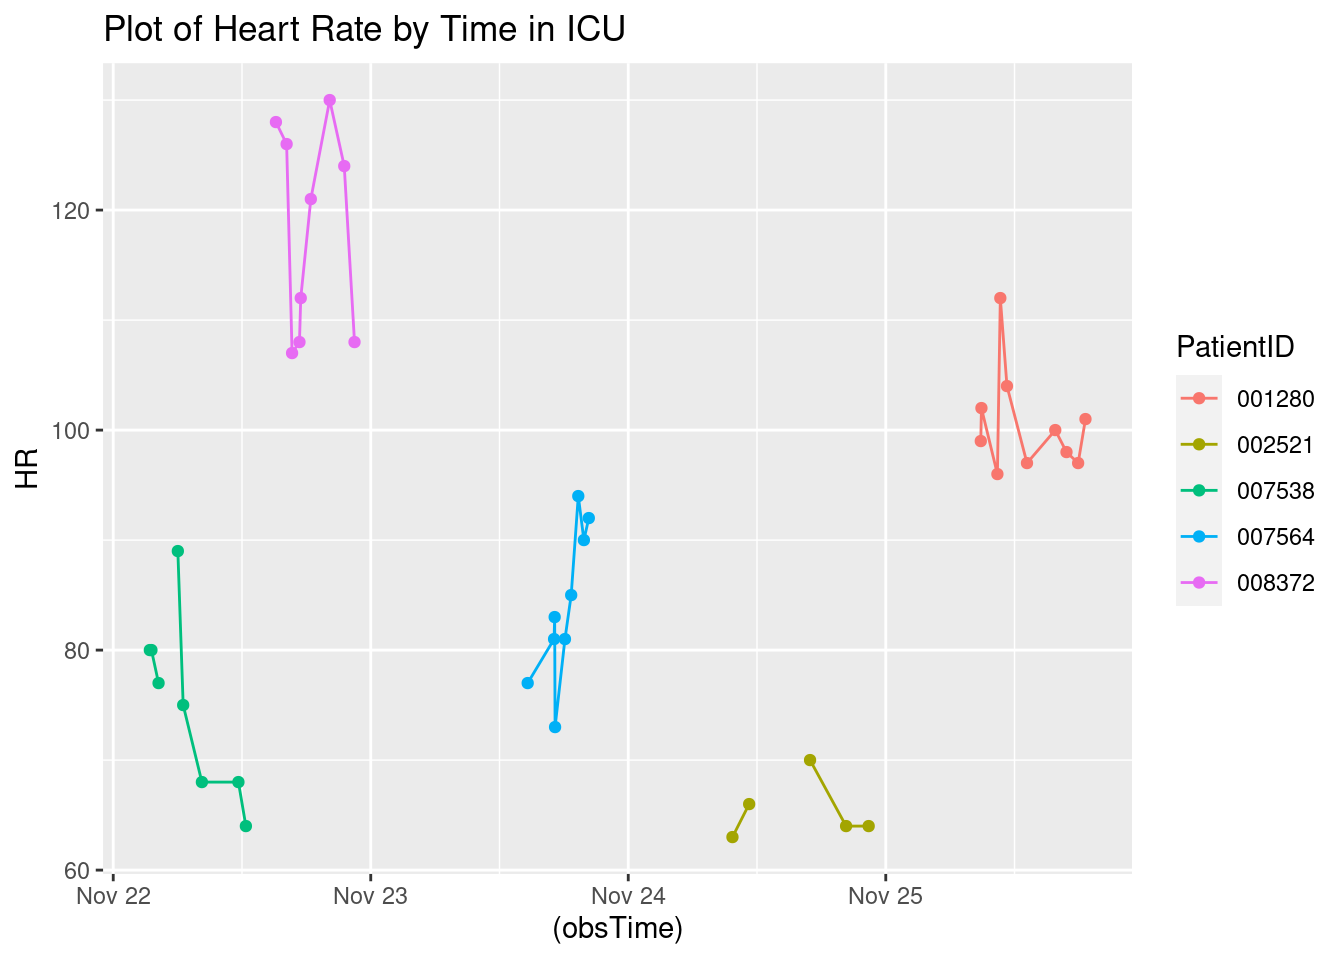 Plot of Heart Rate by Time in ICU
HR
120
100
80
60
Nov 22
Nov 23
Nov 24
Nov 25
(obsTime)
PatientID
001280
002521
007538
007564
008372